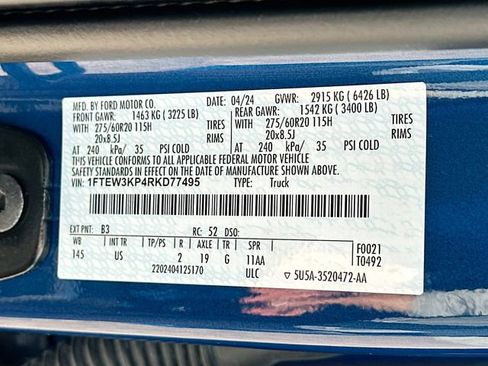 MFD. BY FORD MOTOR CO.
04/24 GVWR: 2915 KG ( 6426 LB)
FRONT GAWR: 1463 KG ( 3225 LB) REAR GAWR: 1542 KG ( 3400 LB)
WITH 275/60R20 115H TIRES WITH 275/60R20 115H TIRES
20x8.5J RIMS 20x8.5J RIMS
AT 240 kPa/ 35 PSI COLD AT 240 kPa/ 35 PSI COLD
THIS VEHICLE CONFORMS TO ALL APPLICABLE FEDERAL MOTOR VEHICLE
SAFETY STANDARDS IN EFFECT ON THE DATE OF MANUFACTURE SHOWN ABOVE.
VIN: 1FTEW3KP4RKD77495 TYPE: Truck
EXT PNT: B3 RC: 52 DSO: F0021
WB INT TR TP/PS R AXLE TR SPR T0492
145 US 2 19 G 11AA
2202404125170 ULC 5U5A-3520472-AA